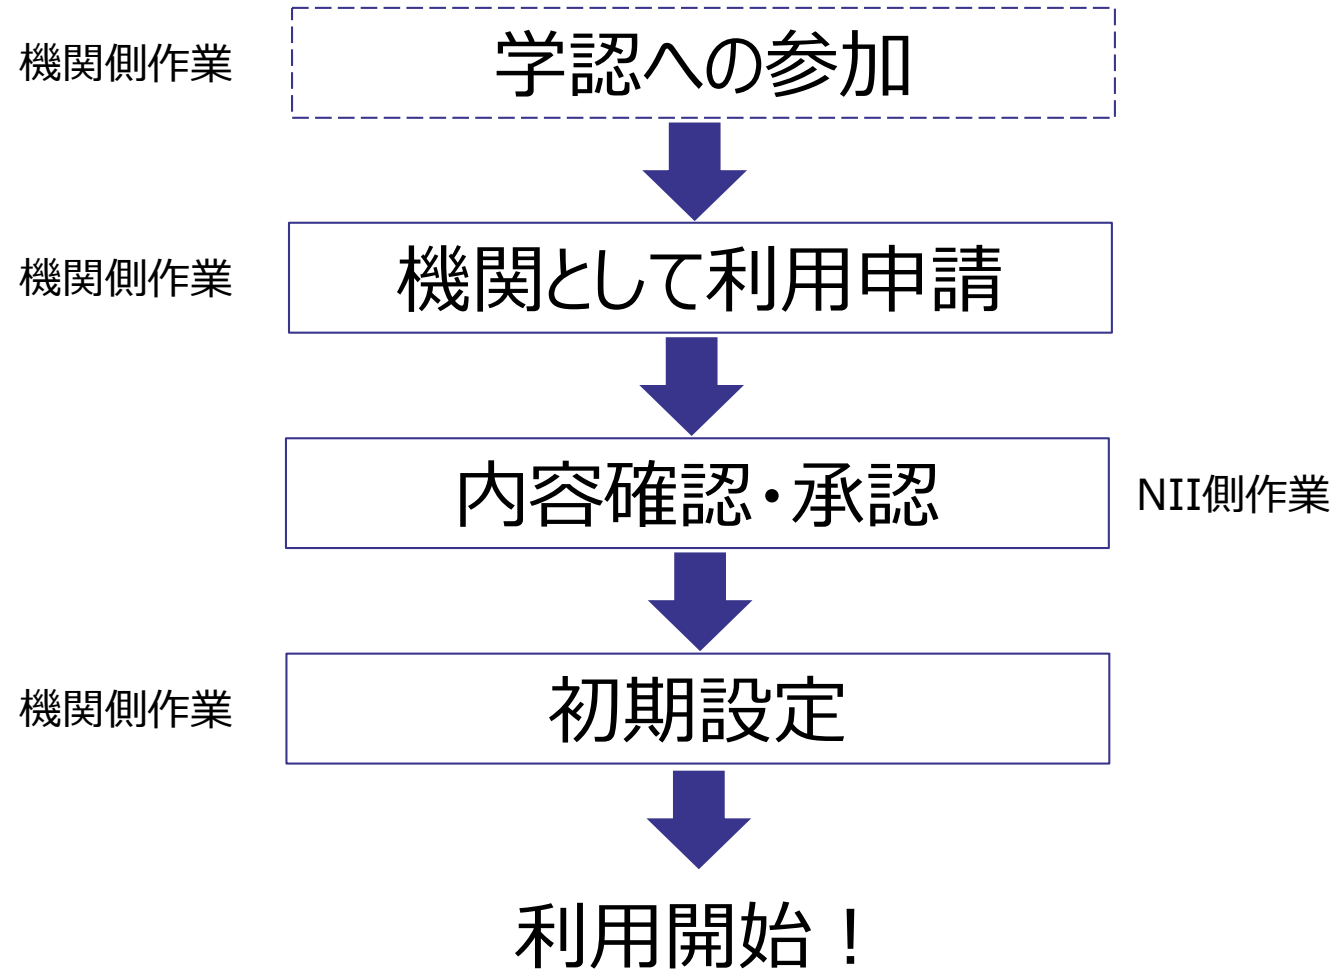 機関側作業
学認への参加
機関側作業
機関として利用申請
内容確認・承認
NII側作業
機関側作業
初期設定
利用開始！